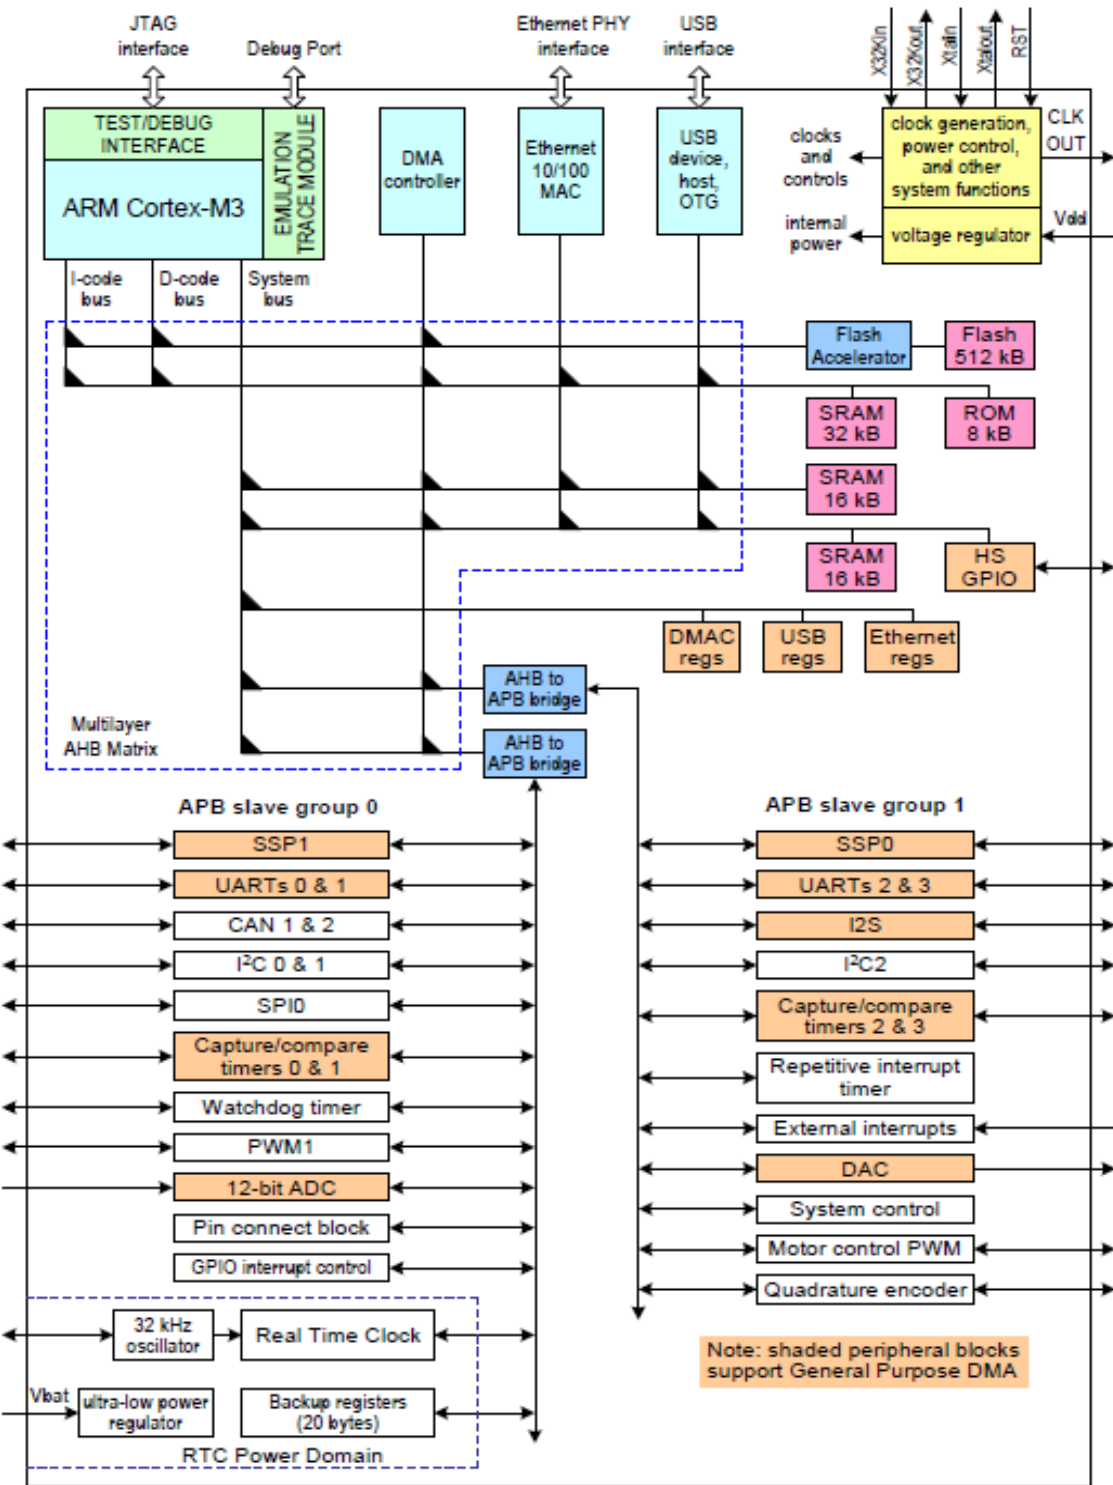 JTAG
interface
Debug Port
Ethernet PHY
interface
USB
interface
X32Kin
X32Kout
Xtalin
Xtalout
RST
TEST/DEBUG
INTERFACE
EMULATION
TRACE MODULE
ARM Cortex-M3
DMA
controller
Ethernet
10/100
MAC
USB
device,
host,
OTG
clocks
and
controls
clock generation,
power control,
and other
system functions
CLK
OUT
internal
power
voltage regulator
Vdd
I-code
bus
D-code
bus
System
bus
Flash
Accelerator
Flash
512 kB
SRAM
32 kB
ROM
8 kB
SRAM
16 kB
SRAM
16 kB
HS
GPIO
DMAC
regs
USB
regs
Ethernet
regs
AHB to
APB bridge
Multilayer
AHB Matrix
AHB to
APB bridge
APB slave group 0
SSP1
UARTs 0 & 1
CAN 1 & 2
I²C 0 & 1
SPI0
Capture/compare
timers 0 & 1
Watchdog timer
PWM1
12-bit ADC
Pin connect block
GPIO interrupt control
32 kHz
oscillator
Real Time Clock
Vbat
ultra-low power
regulator
Backup registers
(20 bytes)
RTC Power Domain
APB slave group 1
SSP0
UARTs 2 & 3
I2S
I²C2
Capture/compare
timers 2 & 3
Repetitive interrupt
timer
External interrupts
DAC
System control
Motor control PWM
Quadrature encoder
Note: shaded peripheral blocks
support General Purpose DMA